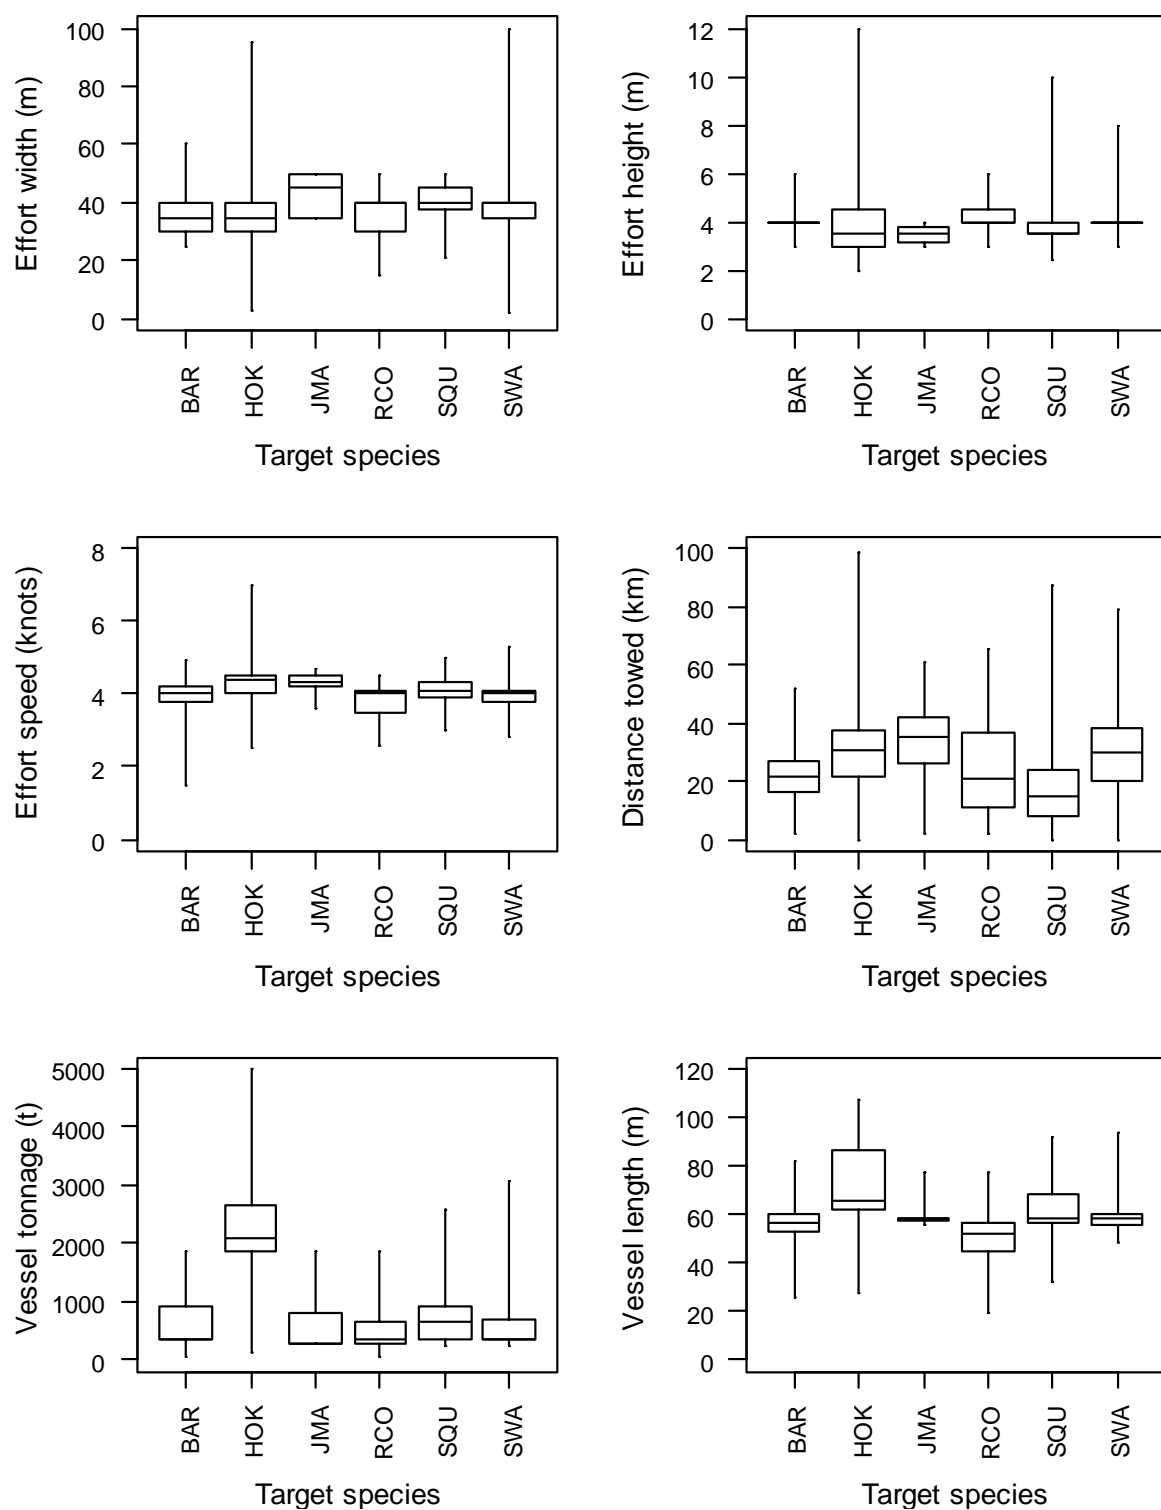 Effort width (m)
100
80
60
40
20
0
BAR
HOK
JMA
RCO
SQU
SWA
Target species
Effort height (m)
12
12
8
6
4
2
0
BAR
HOK
JMA
RCO
SQU
SWA
Target species
Effort speed (knots)
8
6
4
2
0
BAR
HOK
JMA
RCO
SQU
SWA
Target species
Distance towed (km)
100
80
60
40
20
0
BAR
HOK
JMA
RCO
SQU
SWA
Target species
Vessel tonnage (t)
5000
4000
3000
2000
1000
0
BAR
HOK
JMA
RCO
SQU
SWA
Target species
Vessel length (m)
120
100
80
60
40
20
0
BAR
HOK
JMA
RCO
SQU
SWA
Target species